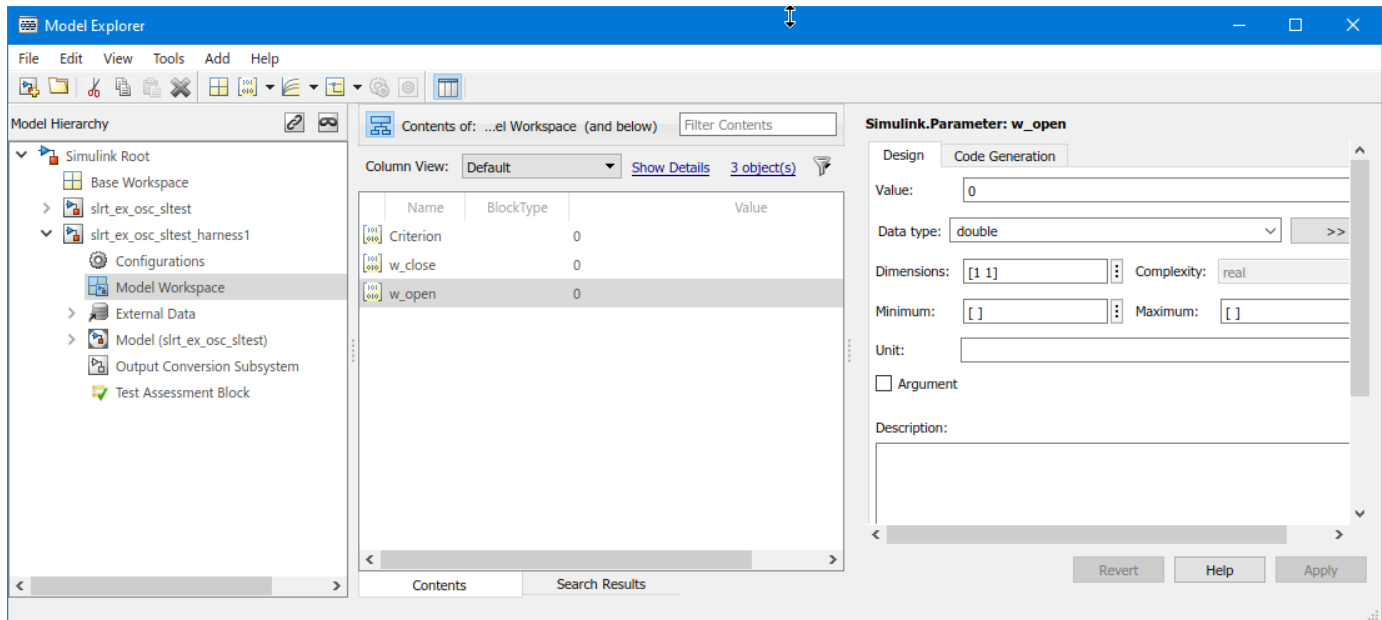 Model Explorer
File Edit View Tools Add Help
Model Hierarchy
Simulink Root
Base Workspace
slrt_ex_osc_sltest
slrt_ex_osc_sltest_harness1
Configurations
Model Workspace
External Data
Model (slrt_ex_osc_sltest)
Output Conversion Subsystem
Test Assessment Block
Contents of: ...el Workspace (and below) Filter Contents
Column View: Default Show Details 3 object(s)
Name BlockType Value
Criterion 0
w_close 0
w_open 0
Contents Search Results
Simulink.Parameter: w_open
Design Code Generation
Value: 0
Data type: double >>
Dimensions: [1 1] Complexity: real
Minimum: [ ] Maximum: [ ]
Unit:
Argument
Description:
Revert Help Apply